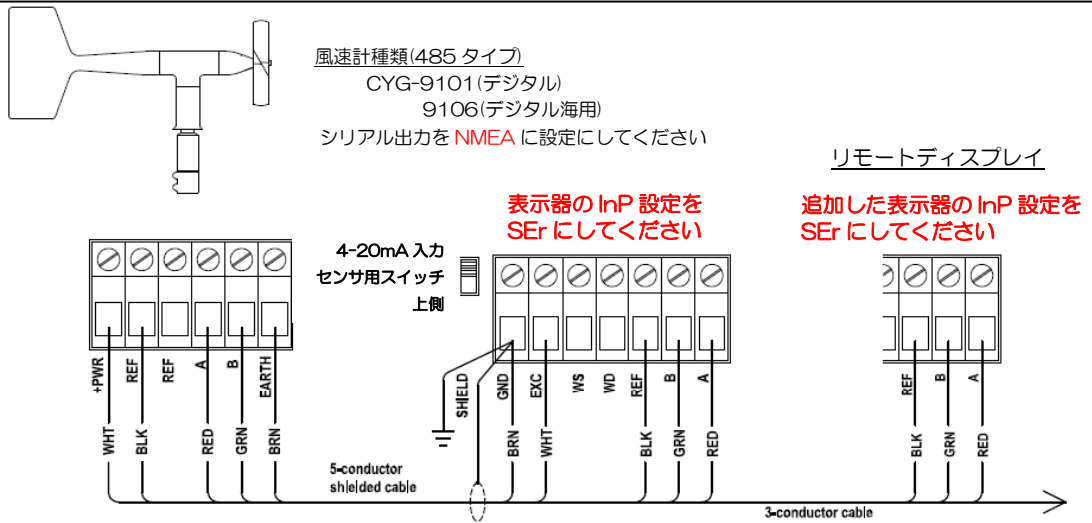 風速計種類(485 タイプ)
CYG-9101(デジタル)
9106(デジタル海用)
シリアル出力を NMEA に設定にしてください
リモートディスプレイ
表示器の InP 設定を
SEr にしてください
追加した表示器の InP 設定を
SEr にしてください
4-20mA 入力
センサ用スイッチ
上側
+PWR
REF
REF
A
B
EARTH
WHT
BLK
RED
GRN
BRN
SHIELD
GND
EXC
WS
WD
REF
B
A
BRN
WHT
BLK
GRN
RED
REF
B
A
BLK
GRN
RED
5-conductor
shielded cable
3-conductor cable